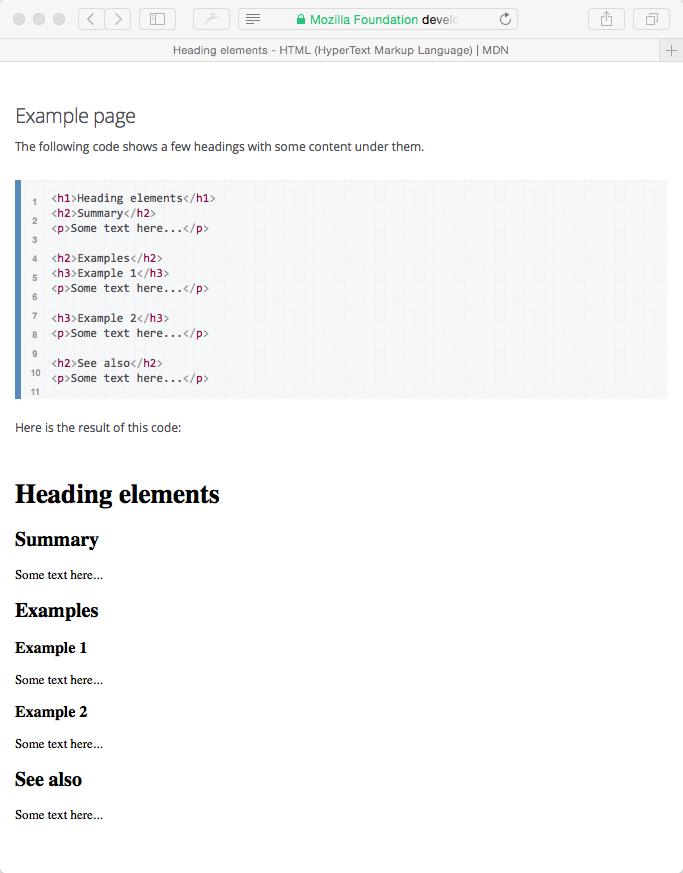 Mozilla Foundation develo
Heading elements - HTML (HyperText Markup Language) | MDN
Example page
The following code shows a few headings with some content under them.
1 <h1>Heading elements</h1>
2 <h2>Summary</h2>
3 <p>Some text here...</p>
4
5 <h2>Examples</h2>
6 <h3>Example 1</h3>
7 <p>Some text here...</p>
8
9 <h3>Example 2</h3>
10 <p>Some text here...</p>
11
<h2>See also</h2>
<p>Some text here...</p>
Here is the result of this code:
Heading elements
Summary
Some text here...
Examples
Example 1
Some text here...
Example 2
Some text here...
See also
Some text here...